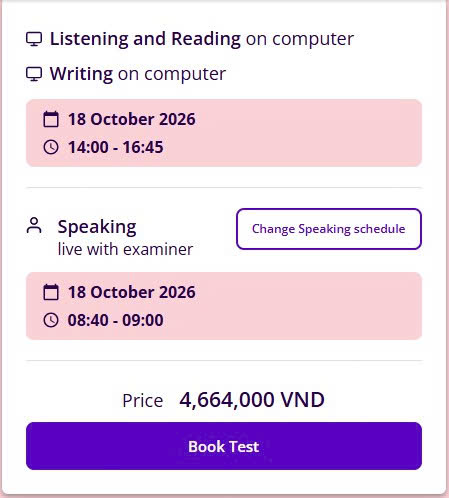 Listening and Reading on computer
Writing on computer
18 October 2026
14:00 - 16:45
Speaking
live with examiner
Change Speaking schedule
18 October 2026
08:40 - 09:00
Price 4,664,000 VND
Book Test